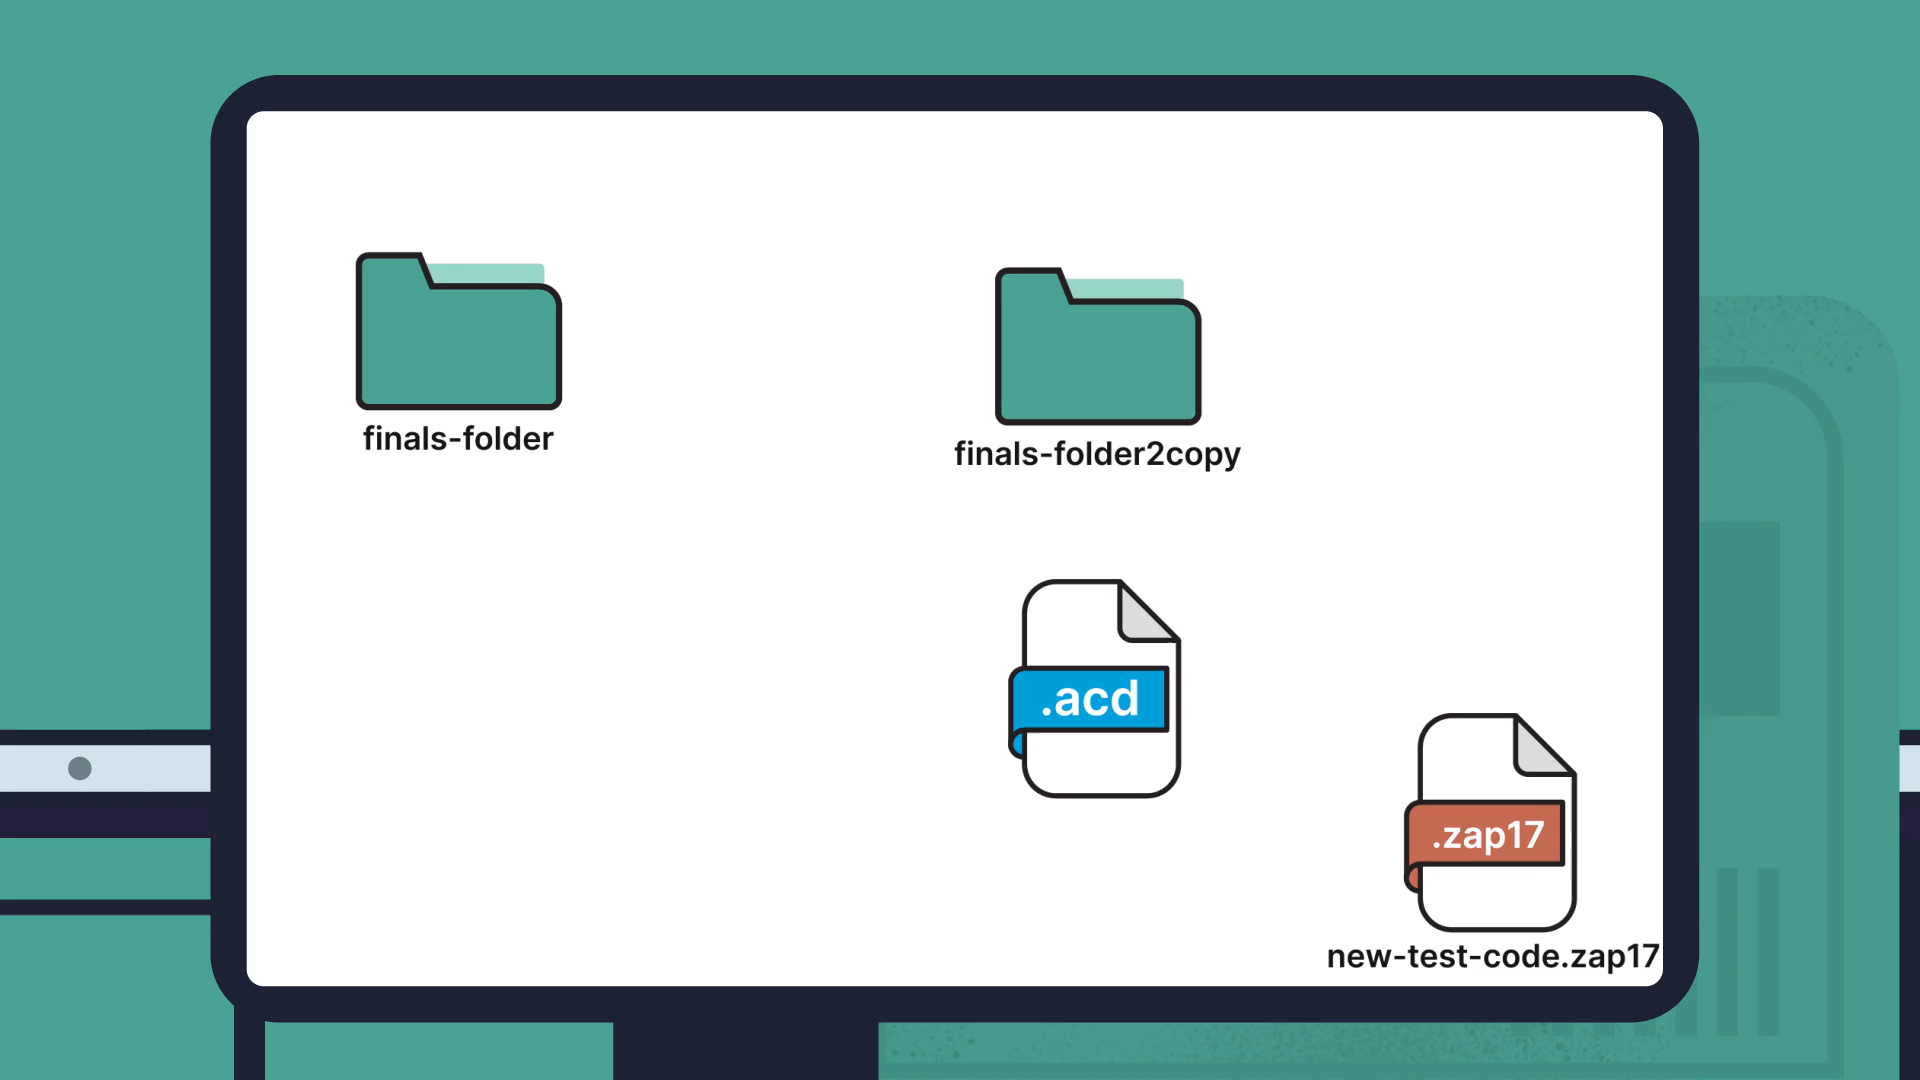 finals-folder
finals-folder2copy
.acd
.zap17
new-test-code.zap17